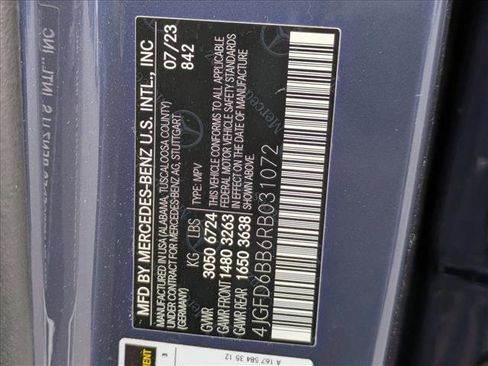 MFD BY MERCEDES-BENZ U.S. INTL., INC
MANUFACTURED IN USA (ALABAMA, TUSCALOOSA COUNTY)
UNDER CONTRACT FOR MERCEDES-BENZ AG, STUTTGART
(GERMANY)
07/23
842
KG LBS TYPE: MPV
GVWR 3050 6724
GAWR FRONT 1480 3263
GAWR REAR 1650 3638
THIS VEHICLE CONFORMS TO ALL APPLICABLE
FEDERAL MOTOR VEHICLE SAFETY STANDARDS
IN EFFECT ON THE DATE OF MANUFACTURE
SHOWN ABOVE.
4JGFD6BB6RB031072
A 167 584 35 12
3